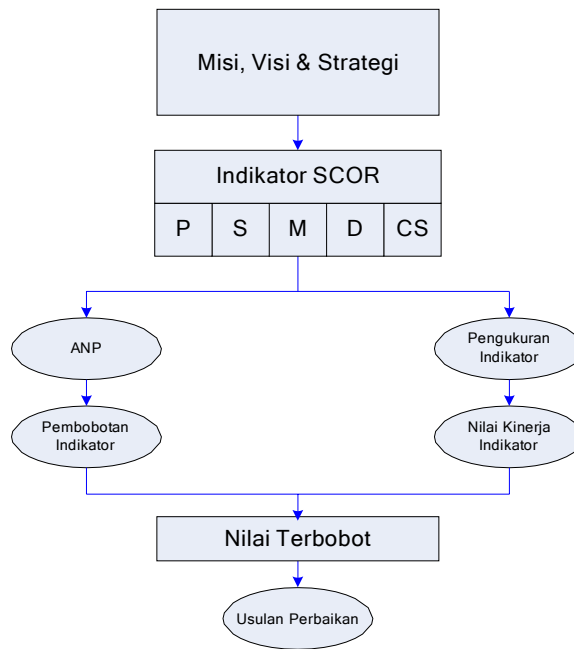 Misi, Visi & Strategi
Indikator SCOR
P S M D CS
ANP
Pengukuran
Indikator
Pembobotan
Indikator
Nilai Kinerja
Indikator
Nilai Terbobot
Usulan Perbaikan